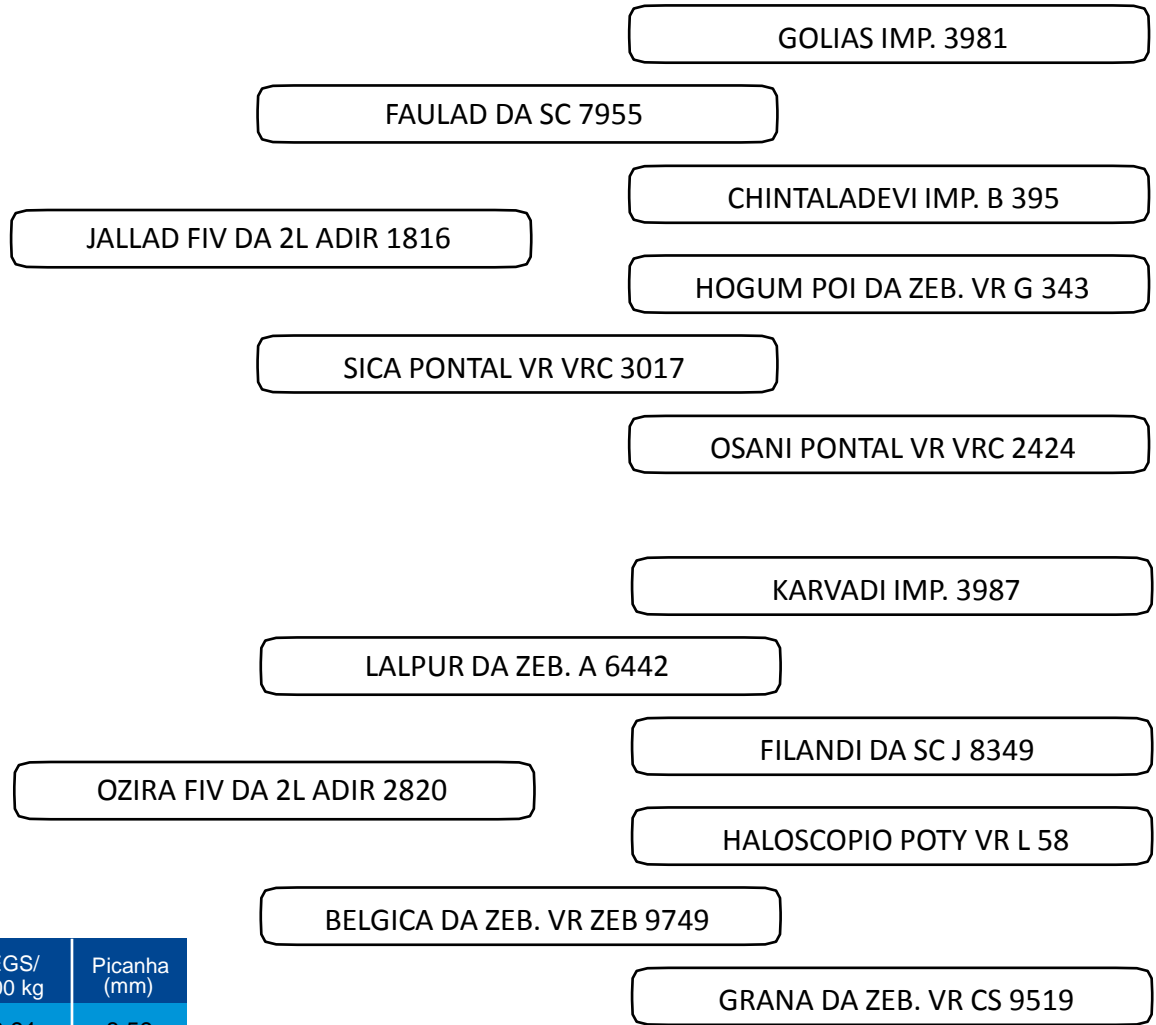 GOLIAS IMP. 3981
FAULAD DA SC 7955
CHINTALADEVI IMP. B 395
JALLAD FIV DA 2L ADIR 1816
HOGUM POI DA ZEB. VR G 343
SICA PONTAL VR VRC 3017
OSANI PONTAL VR VRC 2424
KARVADI IMP. 3987
LALPUR DA ZEB. A 6442
FILANDI DA SC J 8349
OZIRA FIV DA 2L ADIR 2820
HALOSCOPIO POTY VR L 58
BELGICA DA ZEB. VR ZEB 9749
GRANA DA ZEB. VR CS 9519
Picanha
(mm)